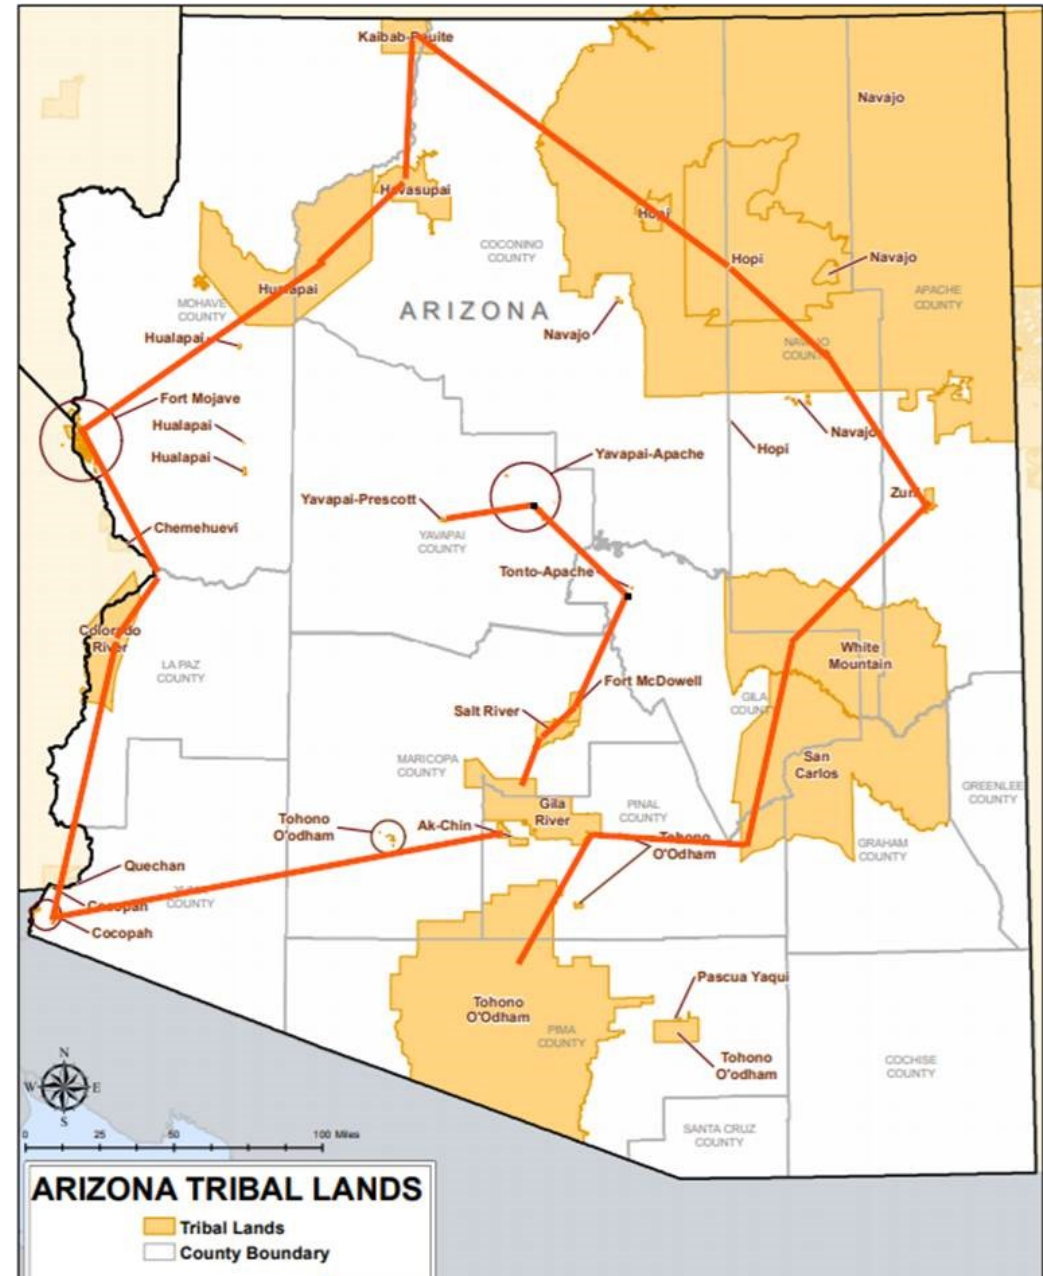 Kaibab-Paiute
Navajo
Havasupai
Hopi
COCONINO
COUNTY
Hopi
Navajo
Hualapai
MOHAVE
COUNTY
APACHE
COUNTY
ARIZONA
Hualapai
Navajo
NAVAJO
COUNTY
Fort Mojave
Hualapai
Navajo
Hopi
Hualapai
Yavapai-Apache
Yavapai-Prescott
Zuni
Chemehuevi
YAVAPAI
COUNTY
Tonto-Apache
Colorado
River
White
Mountain
LA PAZ
COUNTY
Fort McDowell
Salt River
GILA
COUNTY
MARICOPA
COUNTY
San
Carlos
GREENLEE
COUNTY
Gila
River
PINAL
COUNTY
Tohono
O'odham
Ak-Chin
Tohono
O'Odham
GRAHAM
COUNTY
Quechan
YUMA
COUNTY
Cocopah
Cocopah
Pascua Yaqui
Tohono
O'Odham
PIMA
COUNTY
Tohono
O'odham
COCHISE
COUNTY
N
W E
S
SANTA CRUZ
COUNTY
0 25 50 100 Miles
ARIZONA TRIBAL LANDS
Tribal Lands
County Boundary